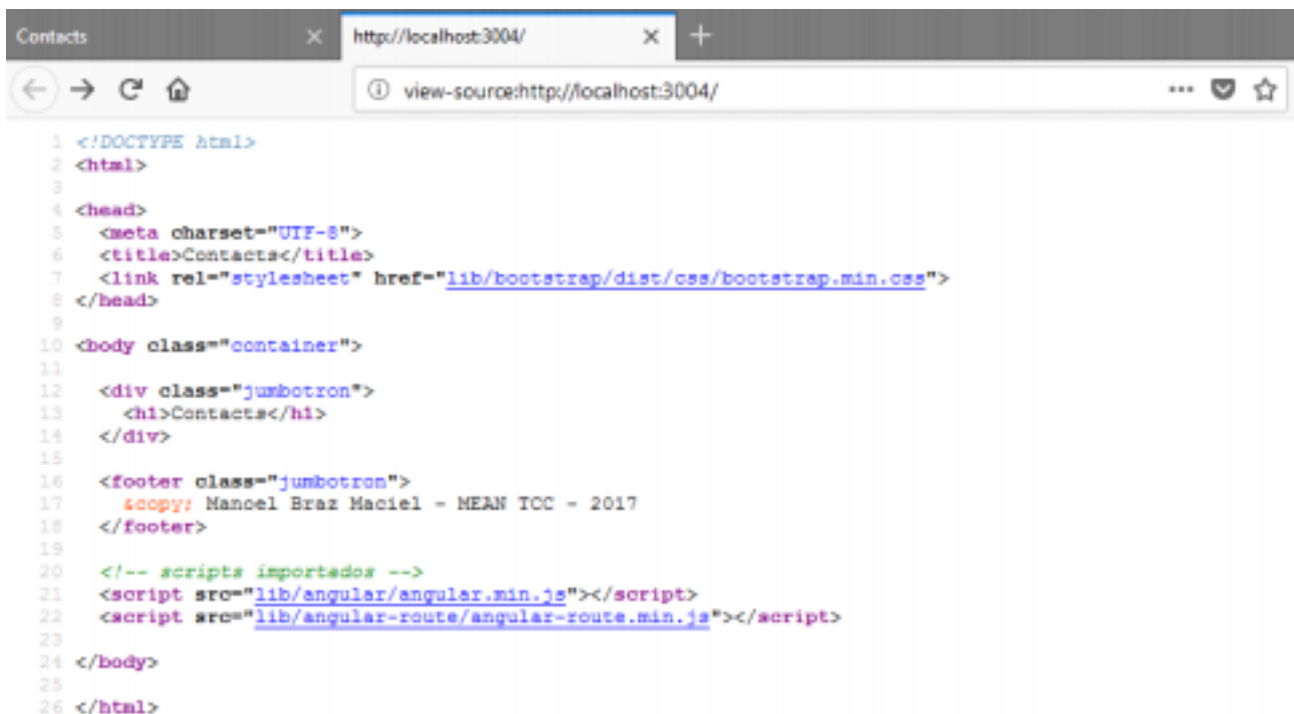 Contacts × http://localhost:3004/ × +
view-source:http://localhost:3004/ ...
1 <!DOCTYPE html>
2 <html>
3
4 <head>
5   <meta charset="UTF-8">
6   <title>Contacts</title>
7   <link rel="stylesheet" href="lib/bootstrap/dist/css/bootstrap.min.css">
8 </head>
9
10 <body class="container">
11
12   <div class="jumbotron">
13     <h1>Contacts</h1>
14   </div>
15
16   <footer class="jumbotron">
17     &copy; Manoel Braz Maciel - MEAN TCC - 2017
18   </footer>
19
20   <!-- scripts importados -->
21   <script src="lib/angular/angular.min.js"></script>
22   <script src="lib/angular-route/angular-route.min.js"></script>
23
24 </body>
25
26 </html>